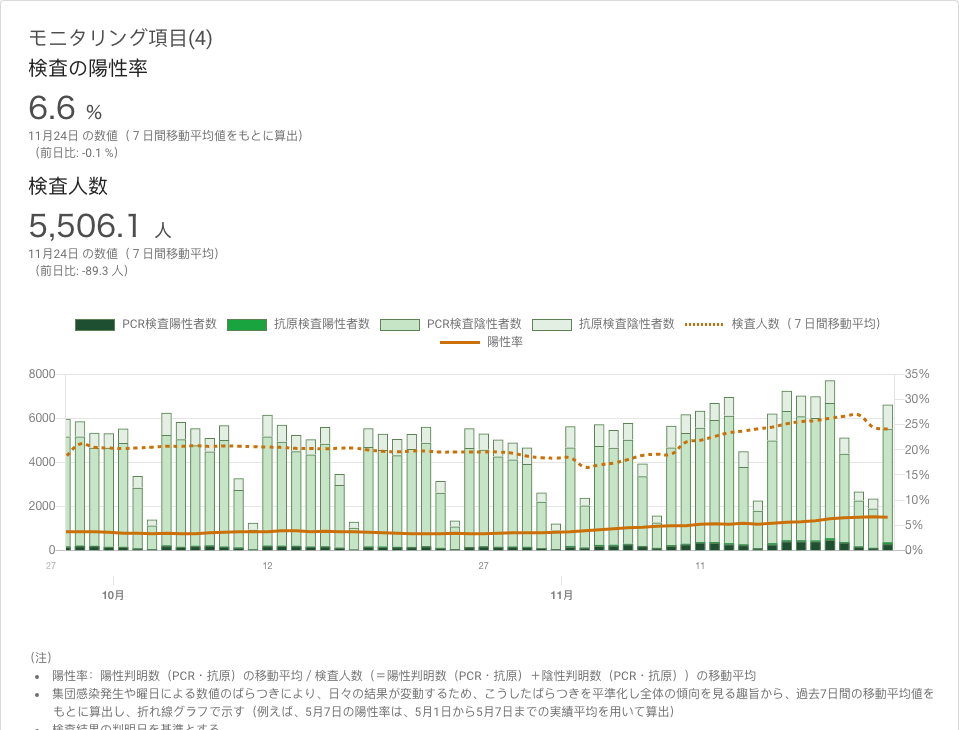 モニタリング項目(4)
検査の陽性率
6.6 %
11月24日 の数値（７日間移動平均値をもとに算出）
（前日比: -0.1 %）
検査人数
5,506.1 人
11月24日 の数値（７日間移動平均）
（前日比: -89.3 人）
PCR検査陽性者数 抗原検査陽性者数 PCR検査陰性者数 抗原検査陰性者数 検査人数（７日間移動平均）
陽性率
8000 35%
30%
6000 25%
20%
4000 15%
10%
2000 5%
0 0%
27 12 27 11
10月 11月
（注）
• 陽性率：陽性判明数（PCR・抗原）の移動平均 / 検査人数（＝陽性判明数（PCR・抗原）＋陰性判明数（PCR・抗原））の移動平均
• 集団感染発生や曜日による数値のばらつきにより、日々の結果が変動するため、こうしたばらつきを平準化し全体の傾向を見る趣旨から、過去7日間の移動平均値を
もとに算出し、折れ線グラフで示す（例えば、5月7日の陽性率は、5月1日から5月7日までの実績平均を用いて算出）
• 検査結果の判明日を基準とする